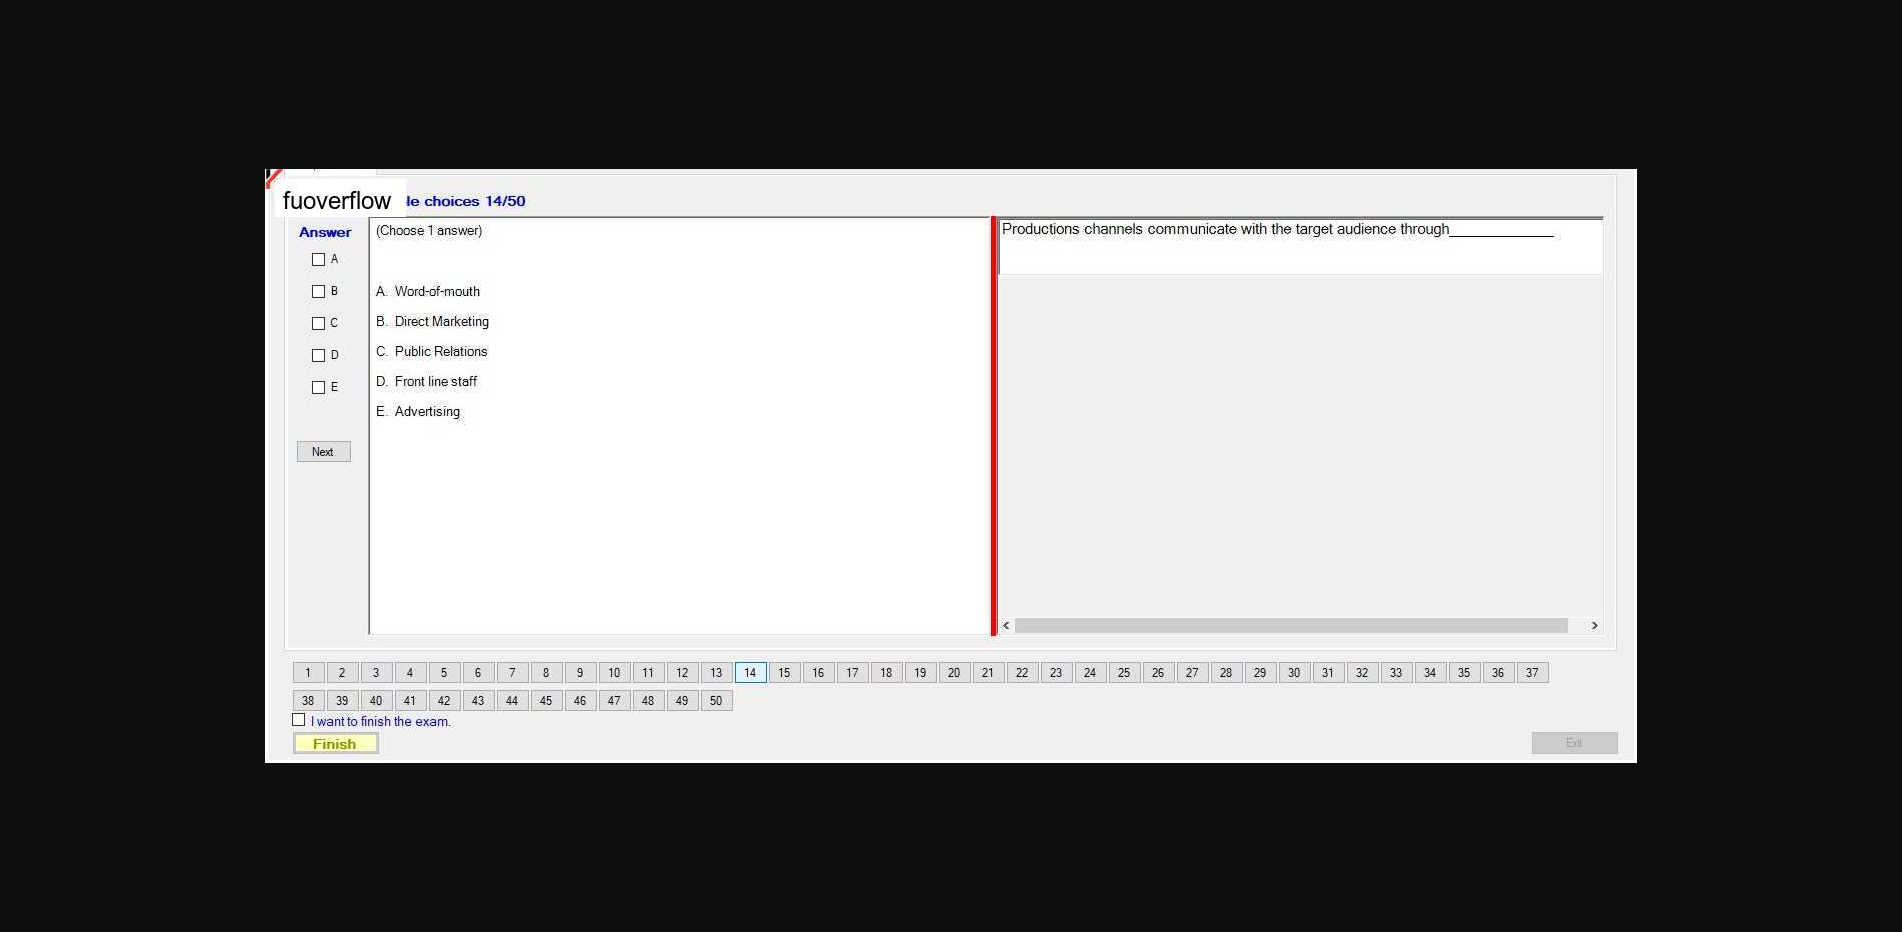 fuoverflow
le choices 14/50
Answer
(Choose 1 answer)
Productions channels communicate with the target audience through_____________
A
B
C
D
E
A. Word-of-mouth
B. Direct Marketing
C. Public Relations
D. Front line staff
E. Advertising
Next
1 2 3 4 5 6 7 8 9 10 11 12 13 14 15 16 17 18 19 20 21 22 23 24 25 26 27 28 29 30 31 32 33 34 35 36 37
38 39 40 41 42 43 44 45 46 47 48 49 50
I want to finish the exam.
Finish
Exit